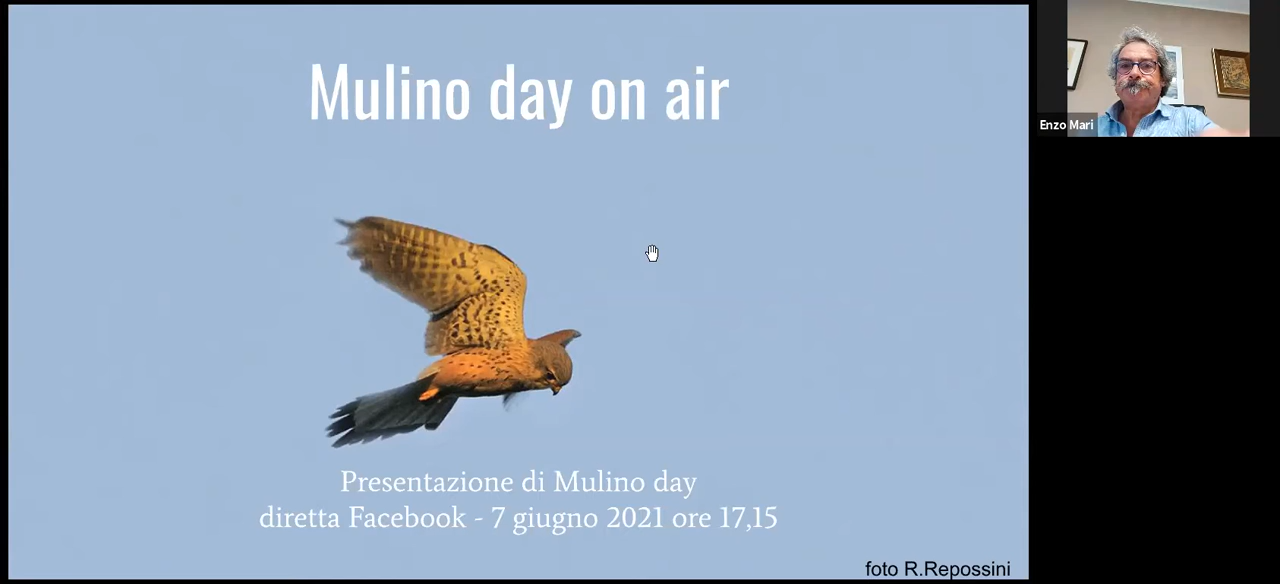 Mulino day on air
Enzo Mari
Presentazione di Mulino day
diretta Facebook - 7 giugno 2021 ore 17,15
foto R.Repossini